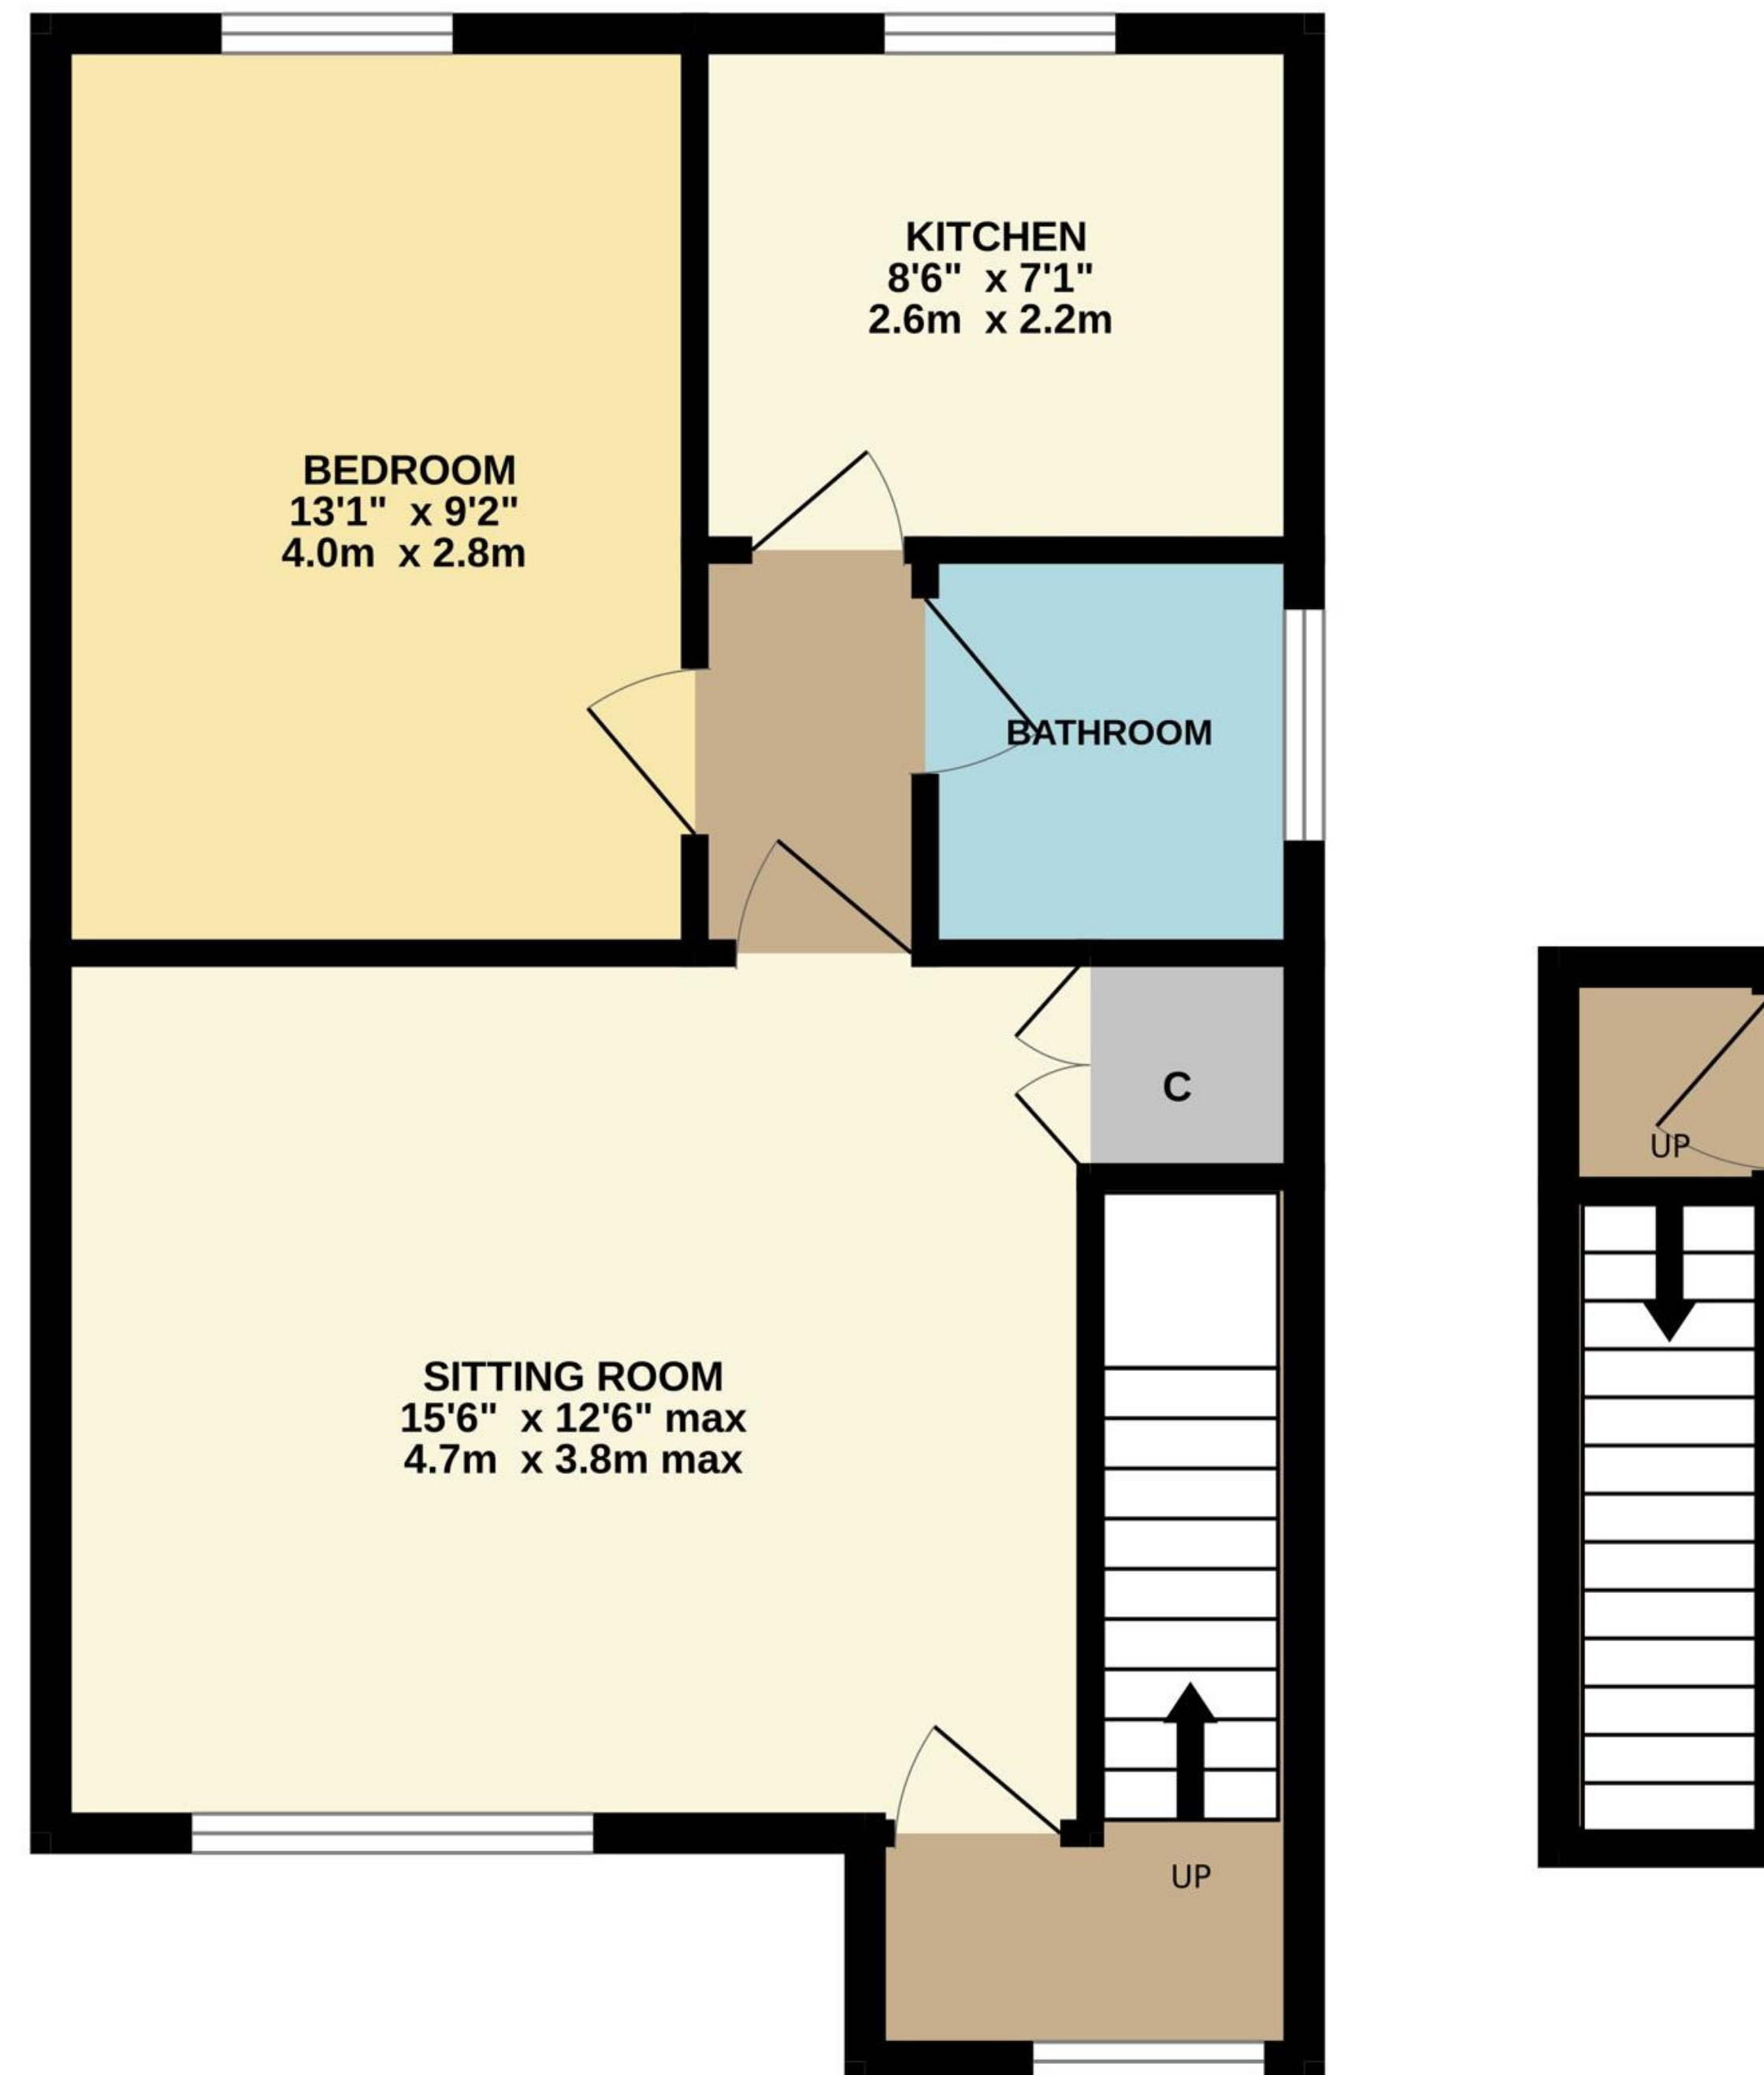 KITCHEN
8'6" x 7'1"
2.6m x 2.2m
BEDROOM
13'1" x 9'2"
4.0m x 2.8m
BATHROOM
C
UP
SITTING ROOM
15'6" x 12'6" max
4.7m x 3.8m max
UP